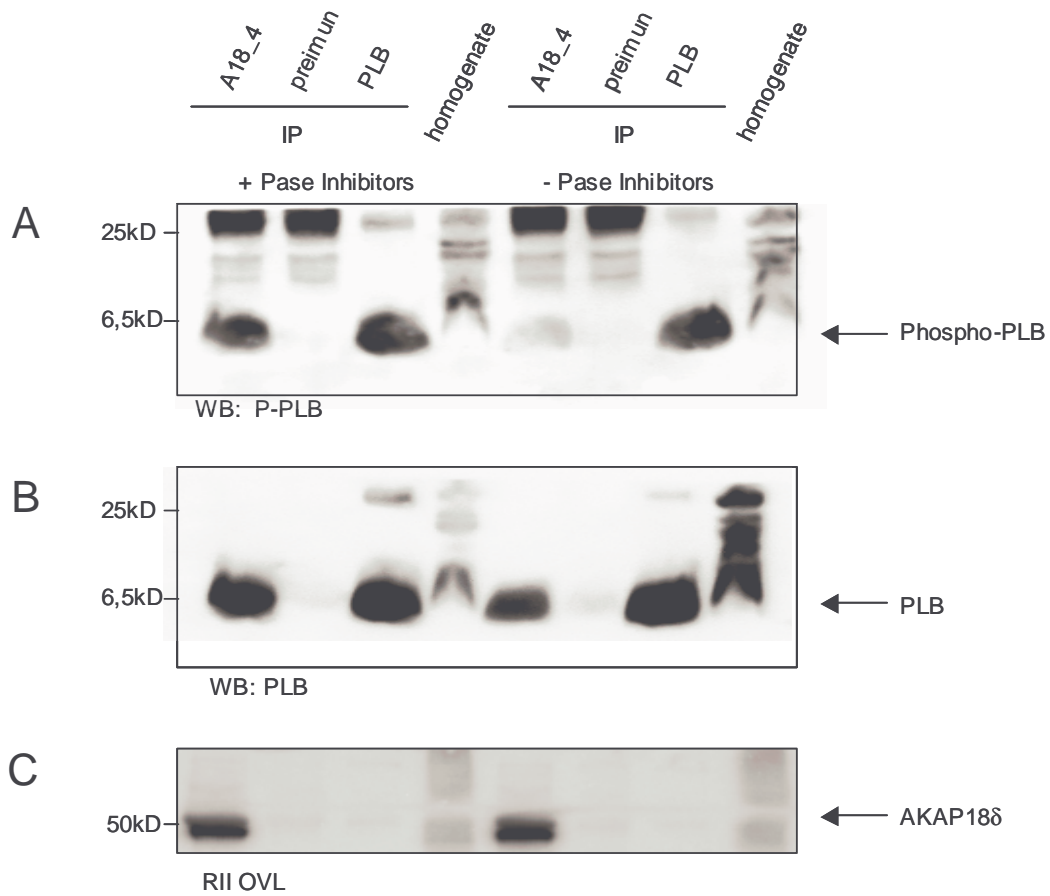 A18_4 preimun PLB homogenate A18_4 preimun PLB homogenate
IP IP
+ Pase Inhibitors - Pase Inhibitors
A
25kD
6,5kD
Phospho-PLB
WB: P-PLB
B
25kD
6,5kD
PLB
WB: PLB
C
50kD
AKAP18δ
RII OVL